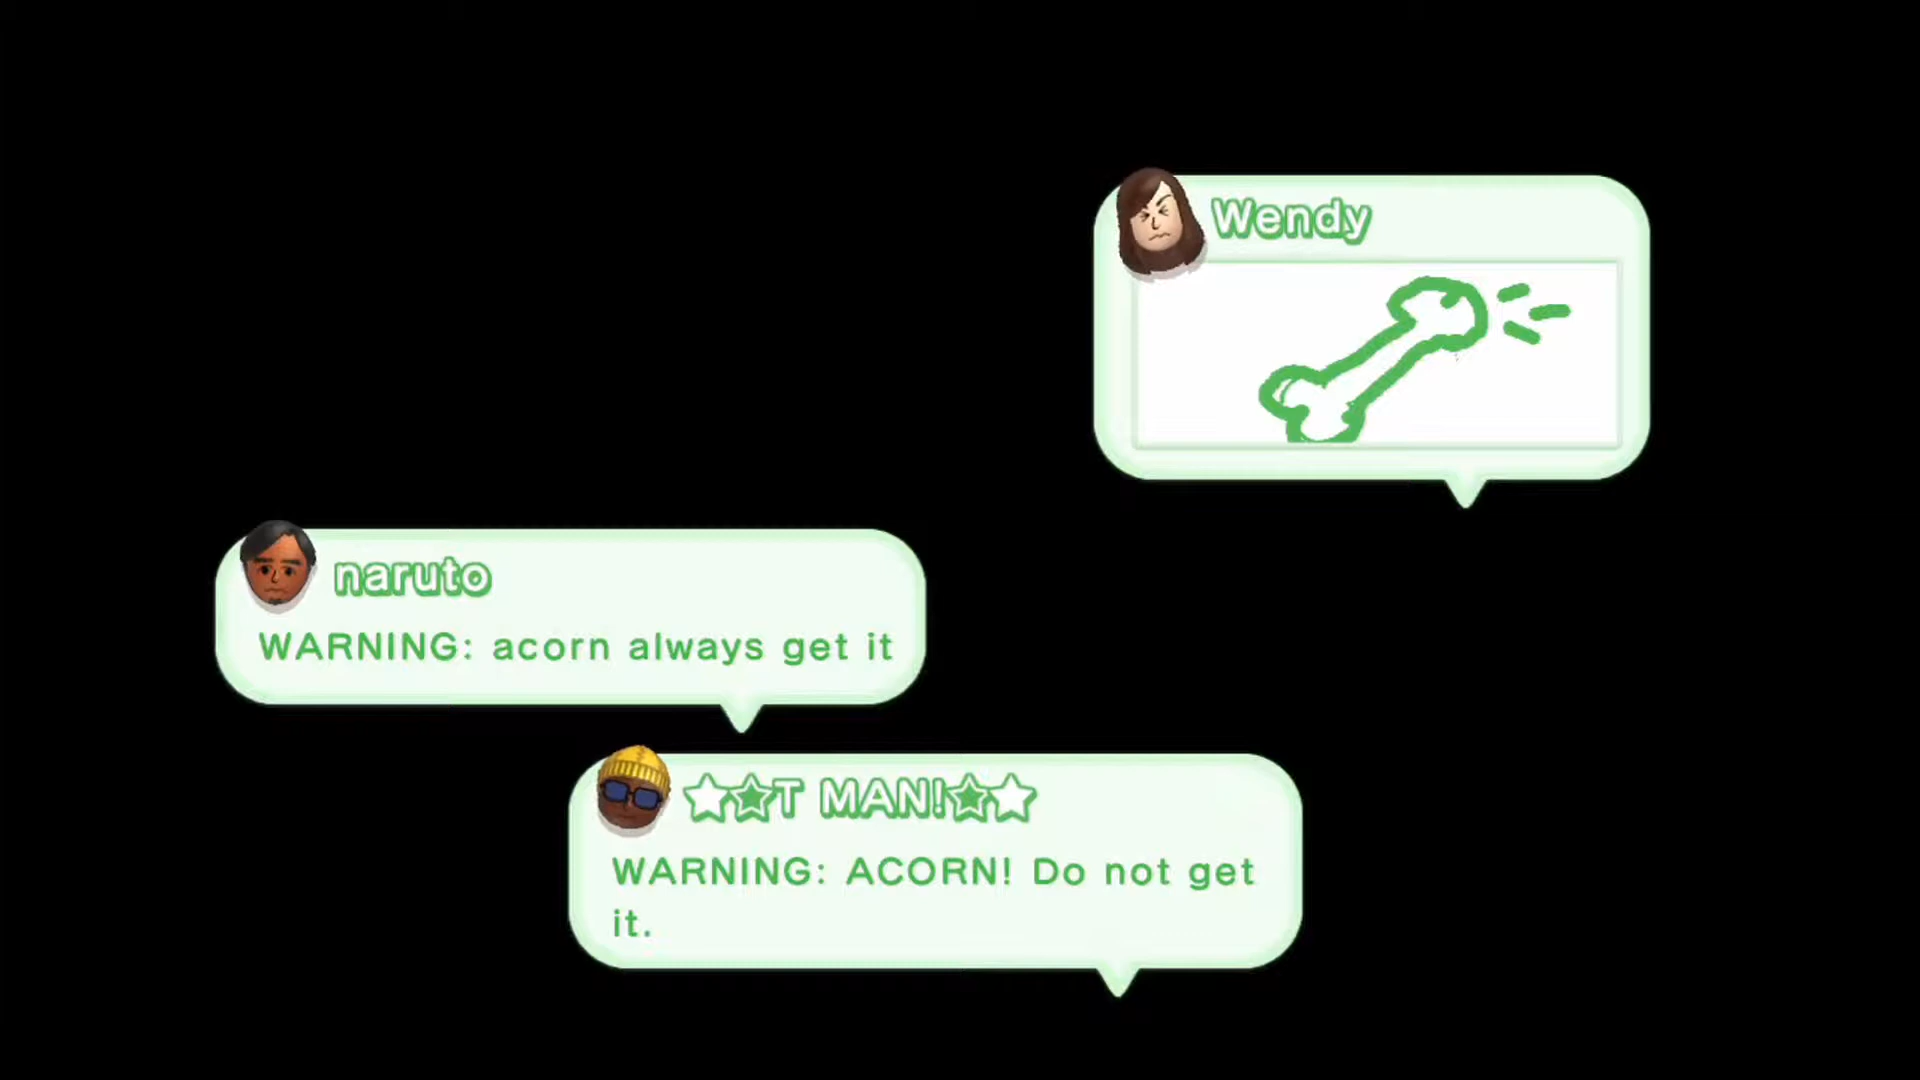 Wendy
naruto
WARNING: acorn always get it
★★T MAN!★★
WARNING: ACORN! Do not get
it.